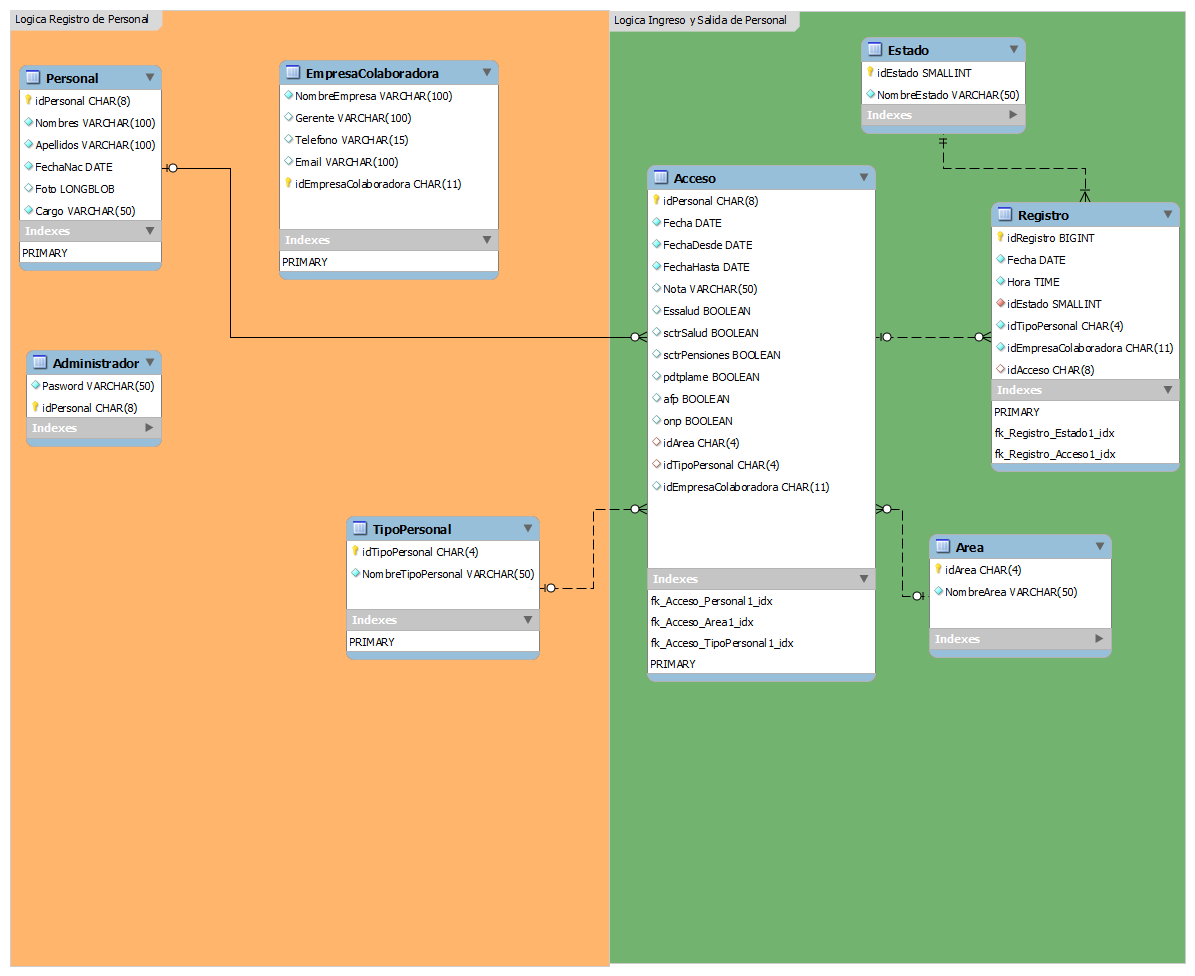 Logica Registro de Personal
Personal
idPersonal CHAR(8)
Nombres VARCHAR(100)
Apellidos VARCHAR(100)
FechaNac DATE
Foto LONGBLOB
Cargo VARCHAR(50)
Indexes
PRIMARY
EmpresaColaboradora
NombreEmpresa VARCHAR(100)
Gerente VARCHAR(100)
Telefono VARCHAR(15)
Email VARCHAR(100)
idEmpresaColaboradora CHAR(11)
Indexes
PRIMARY
Administrador
Pasword VARCHAR(50)
idPersonal CHAR(8)
Indexes
TipoPersonal
idTipoPersonal CHAR(4)
NombreTipoPersonal VARCHAR(50)
Indexes
PRIMARY
Logica Ingreso y Salida de Personal
Estado
idEstado SMALLINT
NombreEstado VARCHAR(50)
Indexes
Acceso
idPersonal CHAR(8)
Fecha DATE
FechaDesde DATE
FechaHasta DATE
Nota VARCHAR(50)
Essalud BOOLEAN
sctrSalud BOOLEAN
sctrPensiones BOOLEAN
pdtplame BOOLEAN
afp BOOLEAN
onp BOOLEAN
idArea CHAR(4)
idTipoPersonal CHAR(4)
idEmpresaColaboradora CHAR(11)
Indexes
fk_Acceso_Personal1_idx
fk_Acceso_Area1_idx
fk_Acceso_TipoPersonal1_idx
PRIMARY
Registro
idRegistro BIGINT
Fecha DATE
Hora TIME
idEstado SMALLINT
idTipoPersonal CHAR(4)
idEmpresaColaboradora CHAR(11)
idAcceso CHAR(8)
Indexes
PRIMARY
fk_Registro_Estado1_idx
fk_Registro_Acceso1_idx
Area
idArea CHAR(4)
NombreArea VARCHAR(50)
Indexes